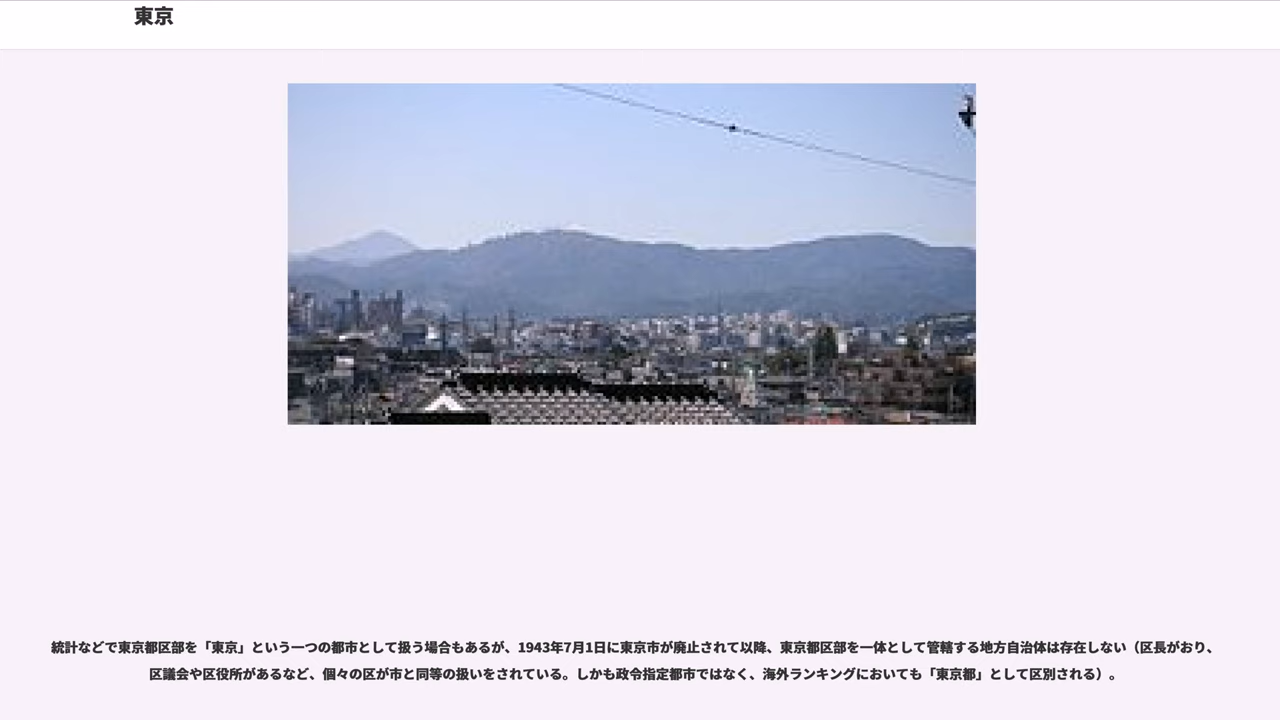 東京
統計などで東京都区部を「東京」という一つの都市として扱う場合もあるが、1943年7月1日に東京市が廃止されて以降、東京都区部を一体として管轄する地方自治体は存在しない（区長がおり、
区議会や区役所があるなど、個々の区が市と同等の扱いをされている。しかも政令指定都市ではなく、海外ランキングにおいても「東京都」として区別される）。